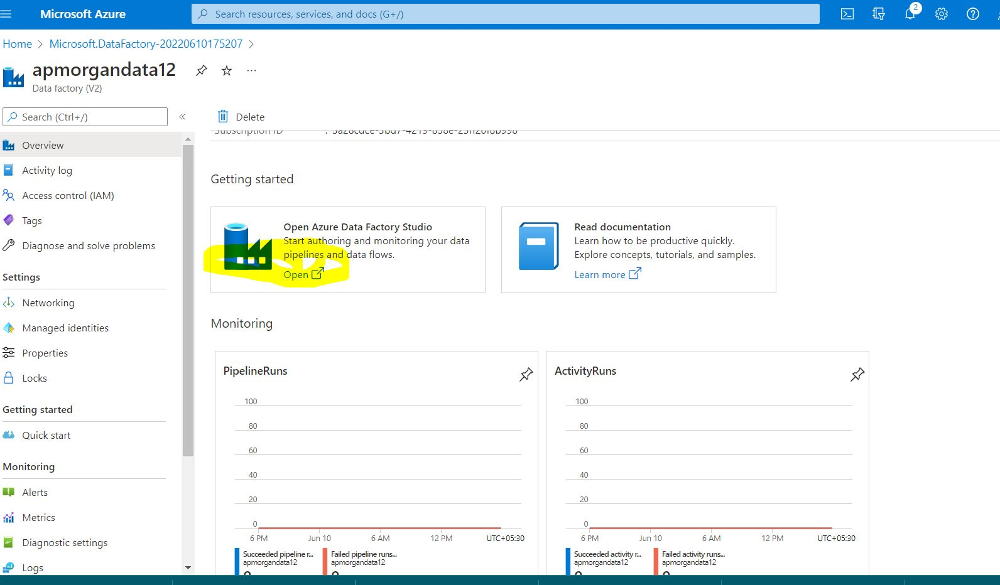 Microsoft Azure
Search resources, services, and docs (G+/)
2
Home > Microsoft.DataFactory-20220610175207 >
apmorgandata12
Data factory (V2)
Search (Ctrl+/)
«
Delete
Subscription ID :
Overview
Activity log
Access control (IAM)
Tags
Diagnose and solve problems
Settings
Networking
Managed identities
Properties
Locks
Getting started
Quick start
Monitoring
Alerts
Metrics
Diagnostic settings
Logs
Getting started
Open Azure Data Factory Studio
Start authoring and monitoring your data
pipelines and data flows.
Open
Read documentation
Learn how to be productive quickly.
Explore concepts, tutorials, and samples.
Learn more
Monitoring
PipelineRuns
100
80
60
40
20
0
6 PM Jun 10 6 AM 12 PM UTC+05:30
Succeeded pipeline r...
apmorgandata12
0
Failed pipeline runs...
apmorgandata12
0
ActivityRuns
100
80
60
40
20
0
6 PM Jun 10 6 AM 12 PM UTC+05:30
Succeeded activity r...
apmorgandata12
0
Failed activity runs...
apmorgandata12
0